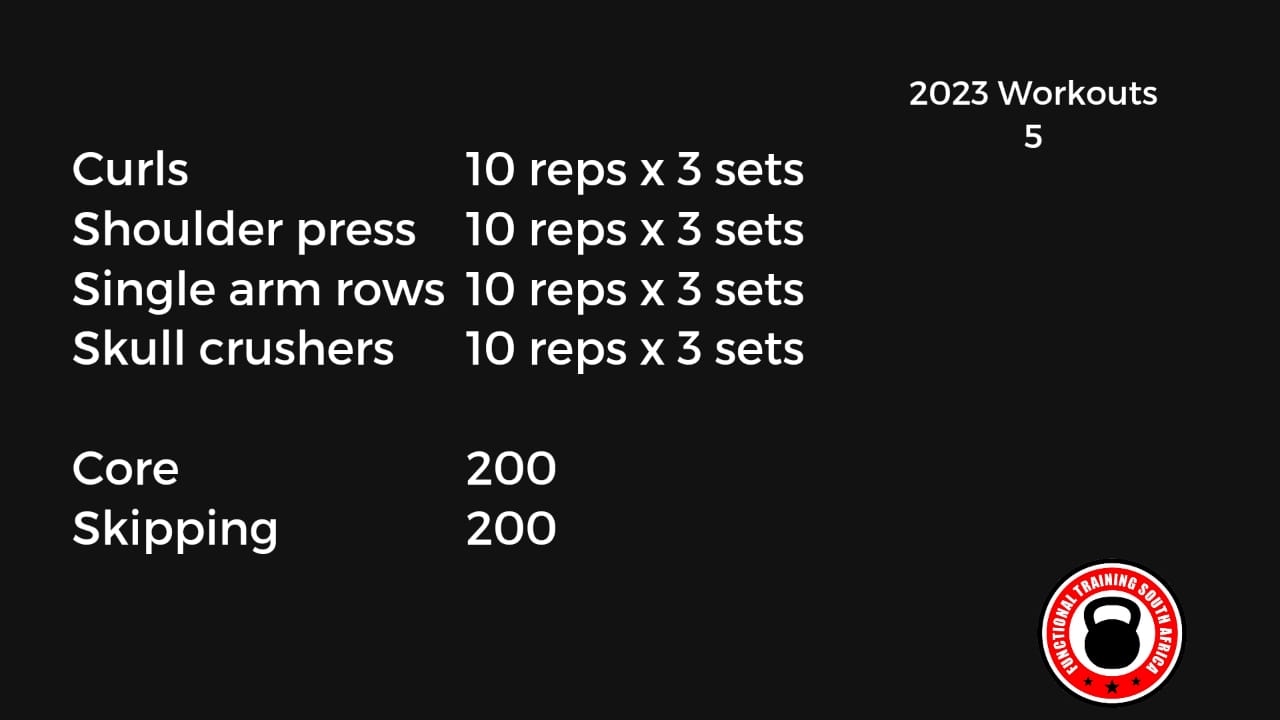 2023 Workouts
5
Curls 10 reps x 3 sets
Shoulder press 10 reps x 3 sets
Single arm rows 10 reps x 3 sets
Skull crushers 10 reps x 3 sets
Core 200
Skipping 200
FUNCTIONAL TRAINING SOUTH AFRICA